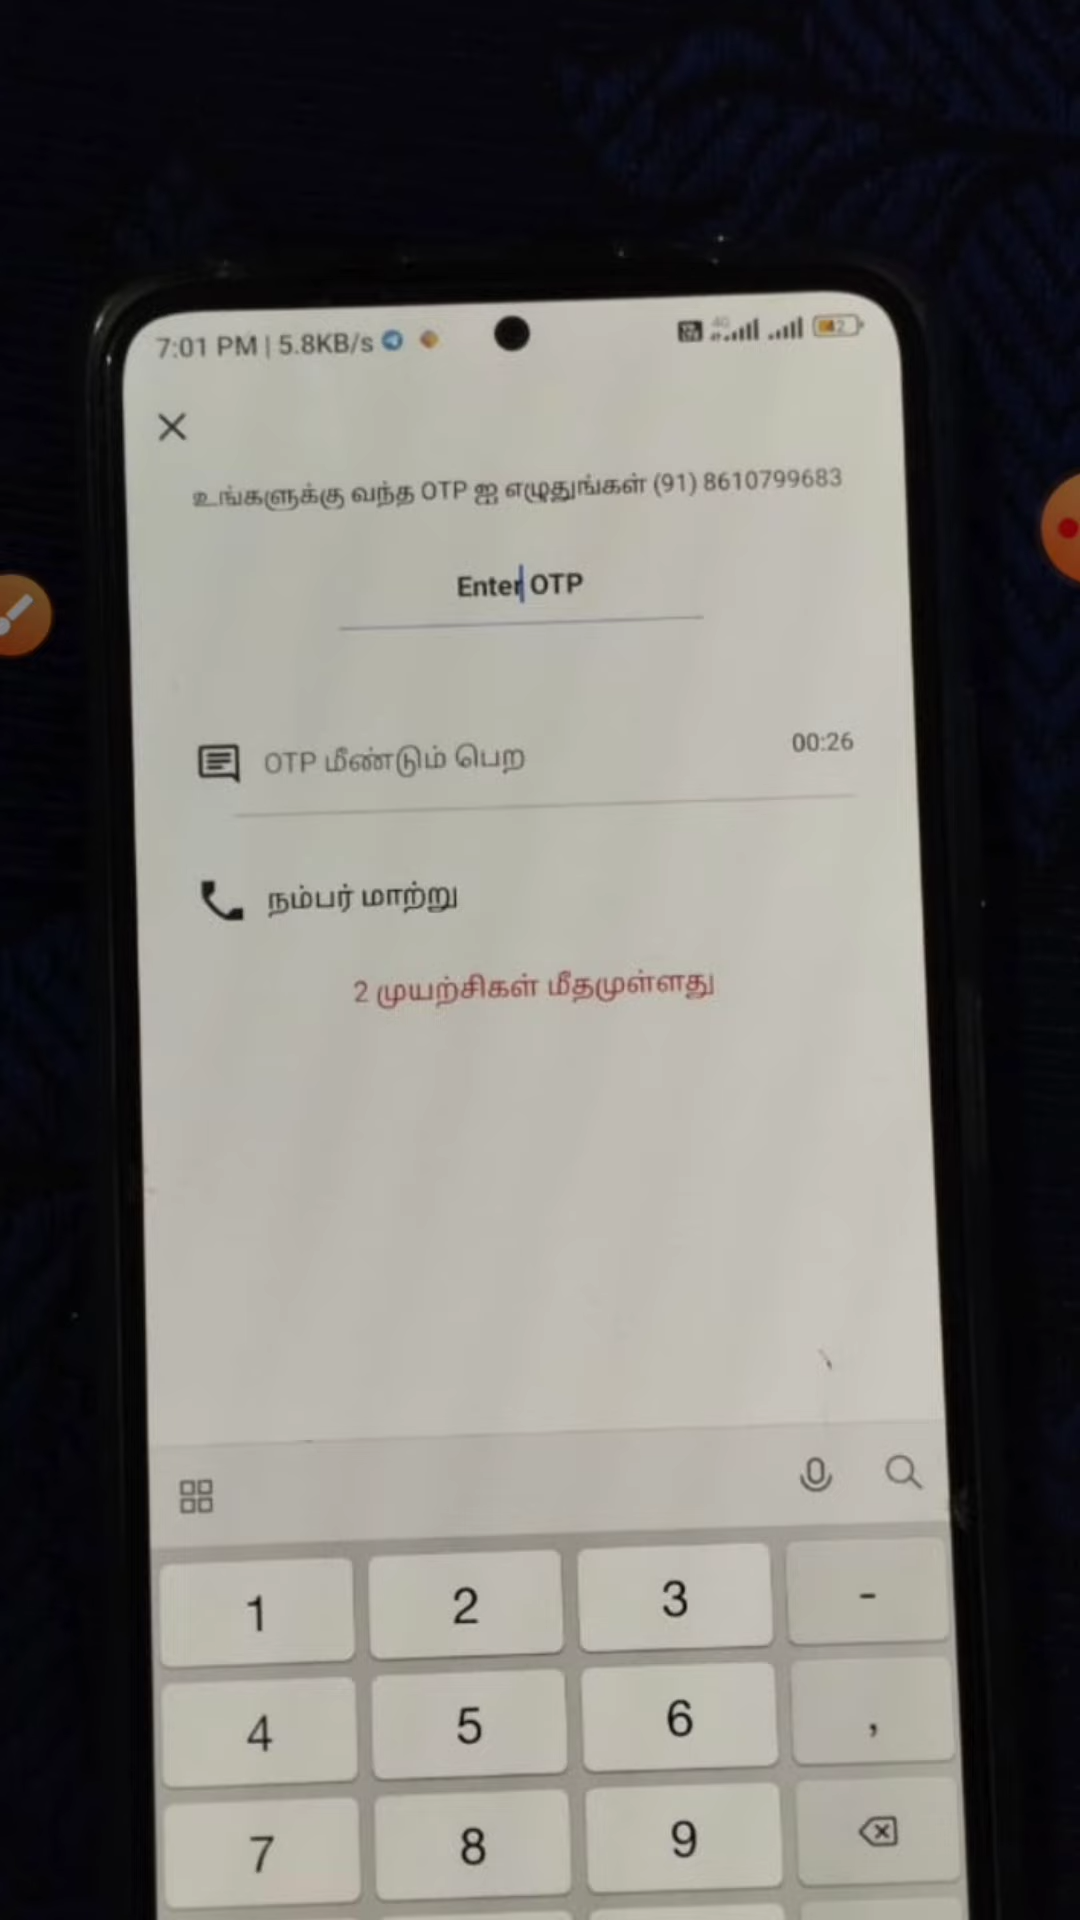 7:01 PM | 5.8KB/s
4G
உங்களுக்கு வந்த OTP ஐ எழுதுங்கள் (91) 8610799683
Enter OTP
OTP மீண்டும் பெற 00:26
நம்பர் மாற்று
2 முயற்சிகள் மீதமுள்ளது
1 2 3 -
4 5 6 ,
7 8 9